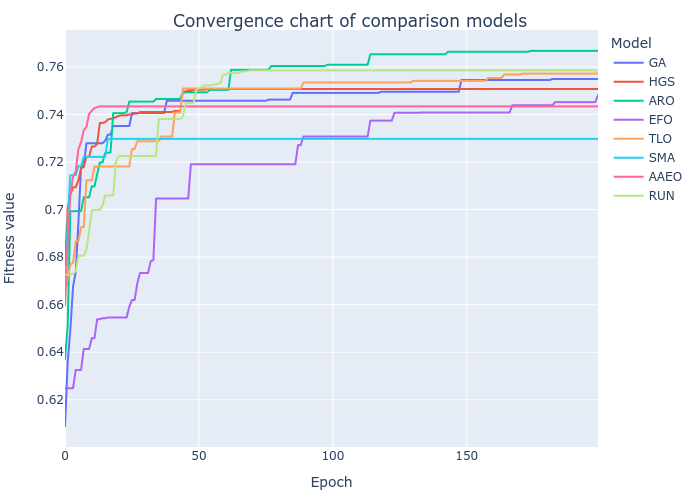 Convergence chart of comparison models
Model
GA
HGS
ARO
EFO
TLO
SMA
AAEO
RUN
0.76
0.74
0.72
0.7
0.68
0.66
0.64
0.62
Fitness value
0
50
100
150
Epoch